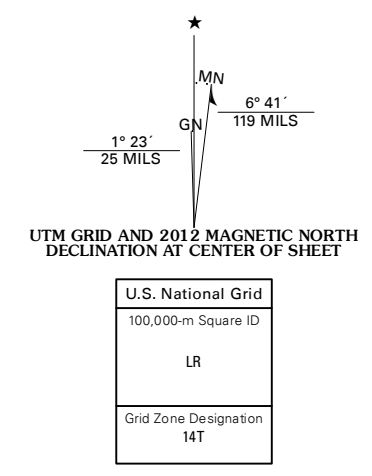 ★
MN
GN
6° 41´
119 MILS
1° 23´
25 MILS
UTM GRID AND 2012 MAGNETIC NORTH
DECLINATION AT CENTER OF SHEET
U.S. National Grid
100,000-m Square ID
LR
Grid Zone Designation
14T